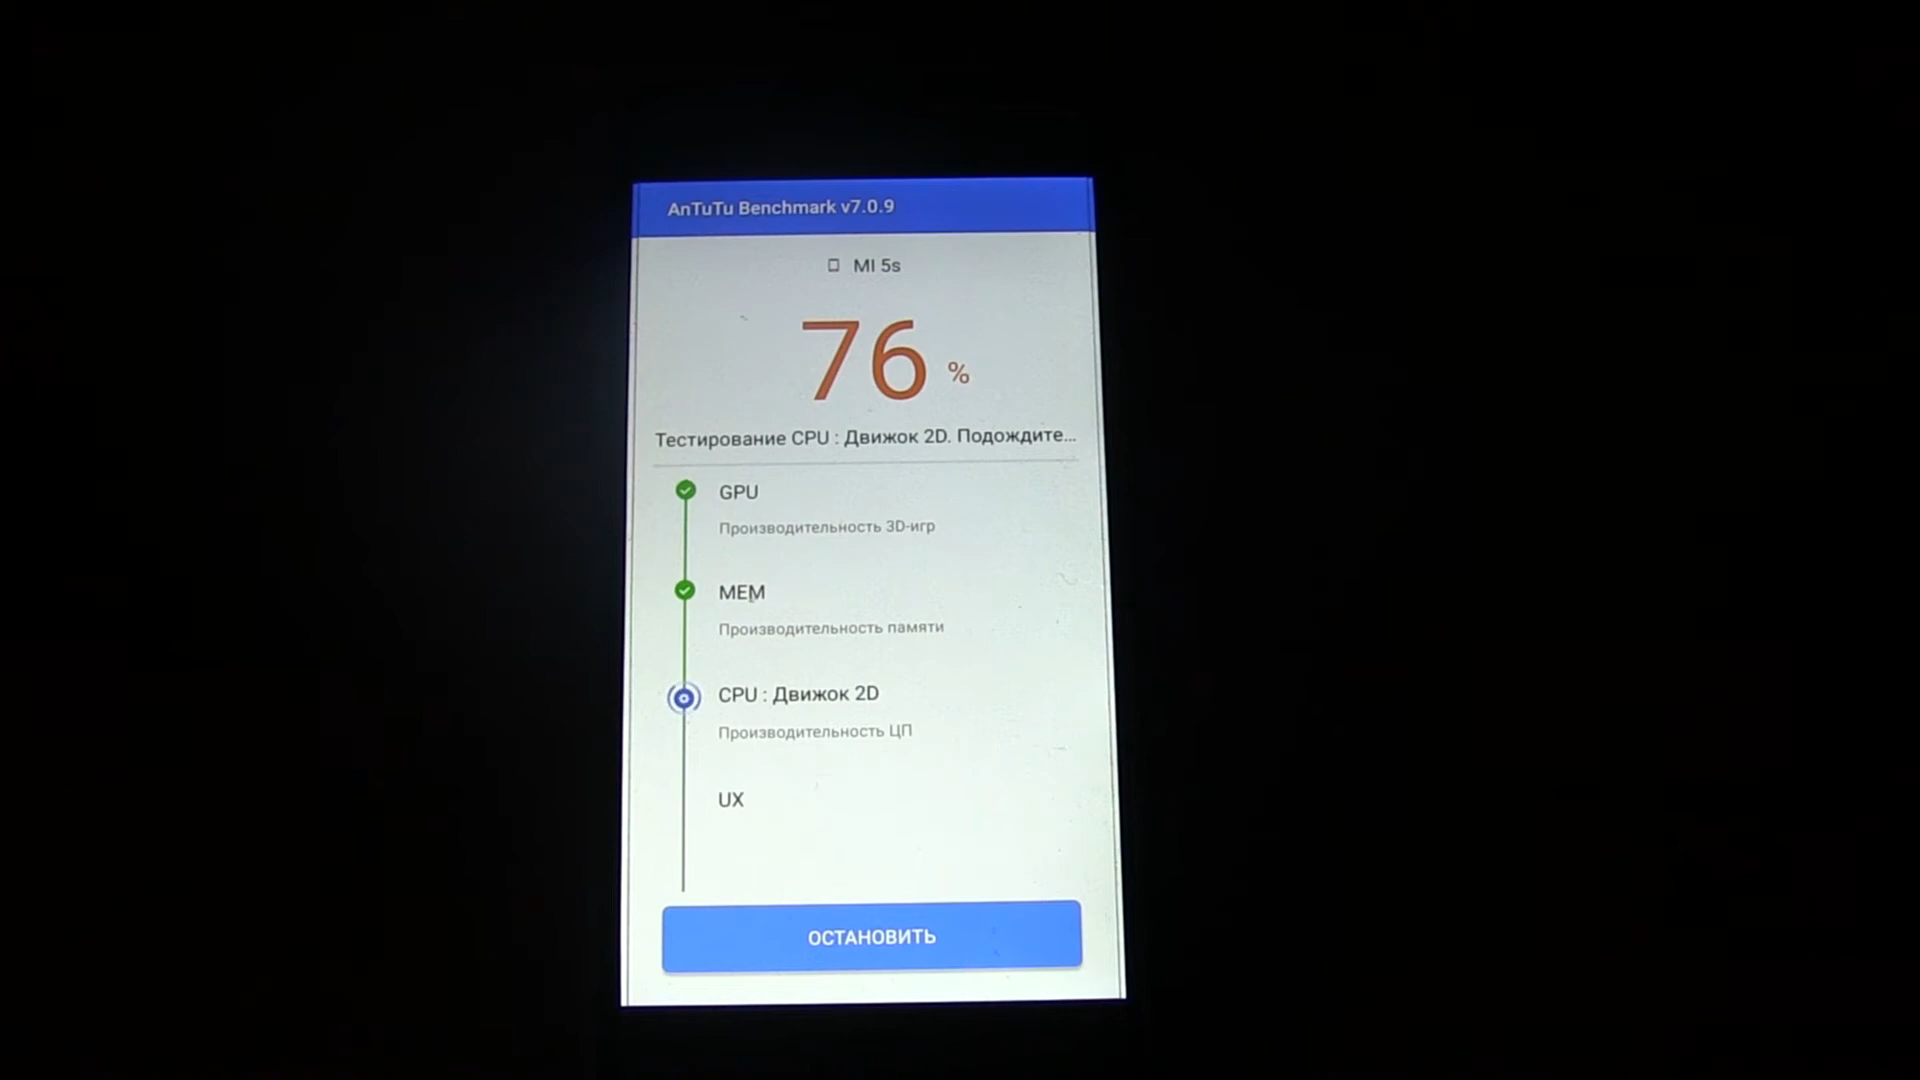 AnTuTu Benchmark v7.0.9
MI 5s
76 %
Тестирование CPU : Движок 2D. Подождите...
GPU
Производительность 3D-игр
MEM
Производительность памяти
CPU : Движок 2D
Производительность ЦП
UX
ОСТАНОВИТЬ